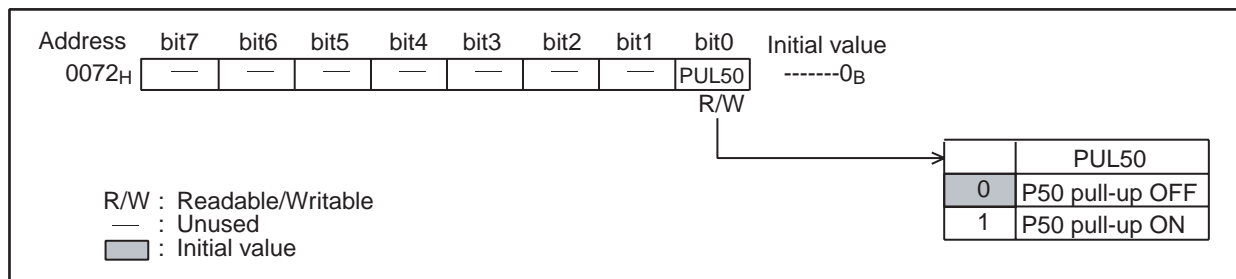 Address bit7 bit6 bit5 bit4 bit3 bit2 bit1 bit0 Initial value
0072H — — — — — — — PUL50 -------0B
R/W
PUL50
0 P50 pull-up OFF
1 P50 pull-up ON
R/W : Readable/Writable
— : Unused
: Initial value